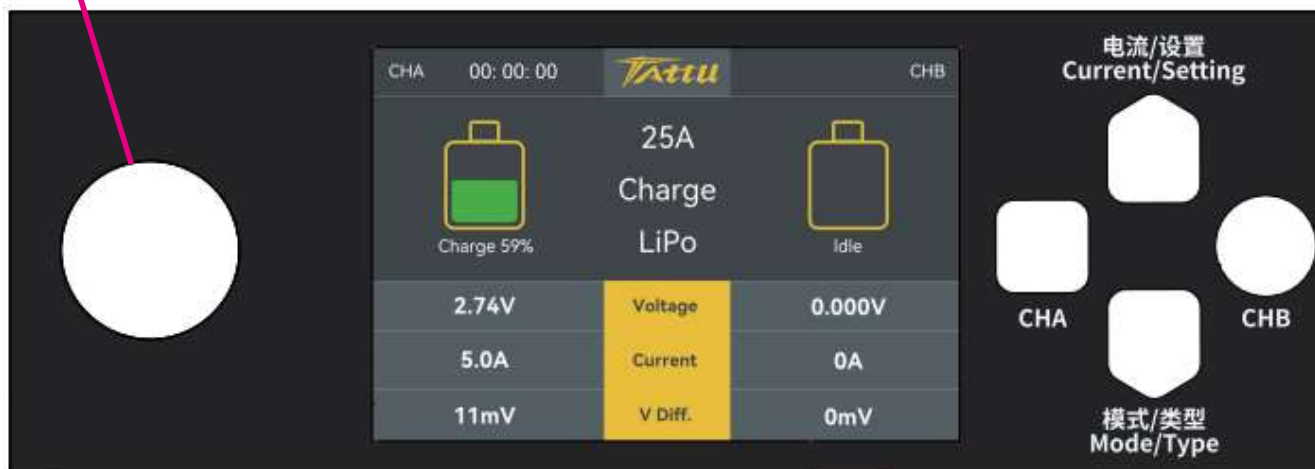 CHA 00: 00: 00 TATTU CHB
25A
Charge
LiPo
Charge 59%
Idle
2.74V Voltage 0.000V
5.0A Current 0A
11mV V Diff. 0mV
电流/设置
Current/Setting
CHA
CHB
模式/类型
Mode/Type